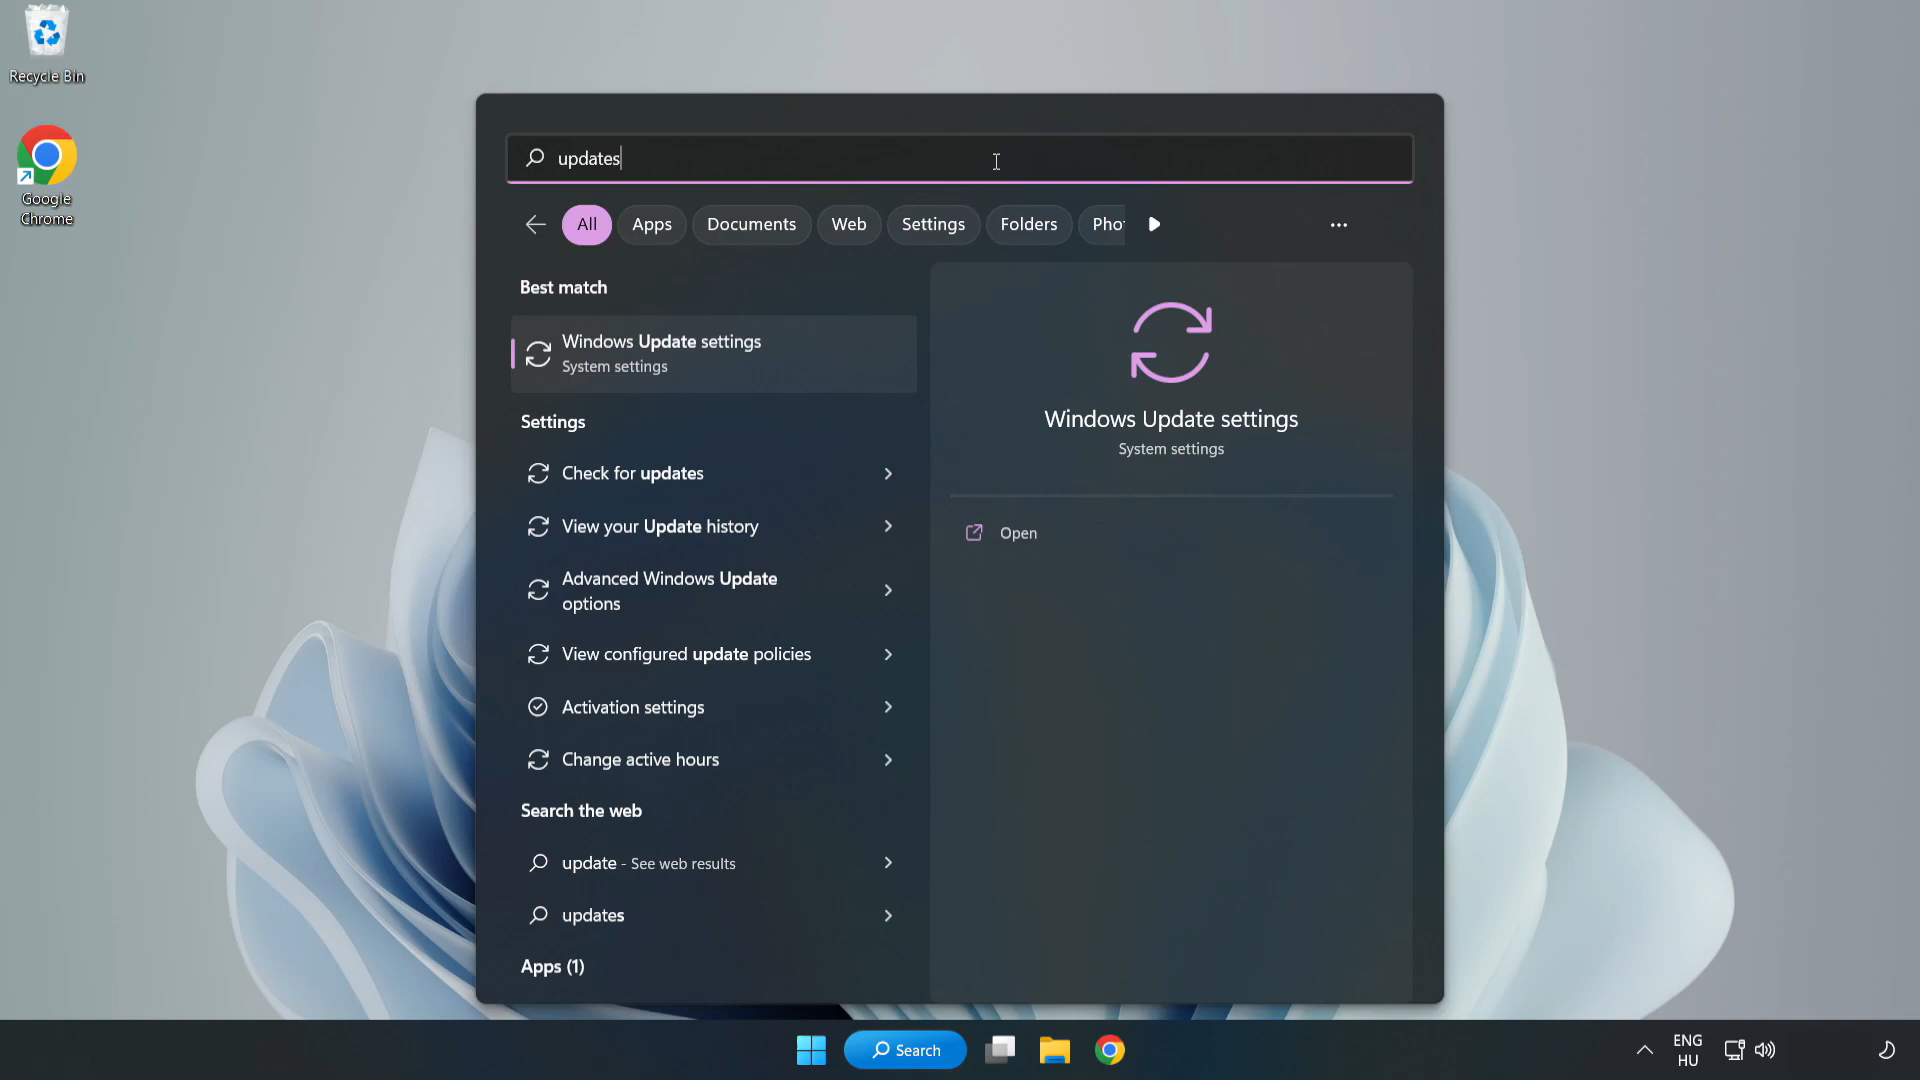 Recycle Bin
Google
Chrome
updates
All
Apps
Documents
Web
Settings
Folders
Best match
Windows Update settings
System settings
Settings
Check for updates
View your Update history
Advanced Windows Update
options
View configured update policies
Activation settings
Change active hours
Search the web
update - See web results
updates
Apps (1)
Windows Update settings
System settings
Open
Search
ENG
HU